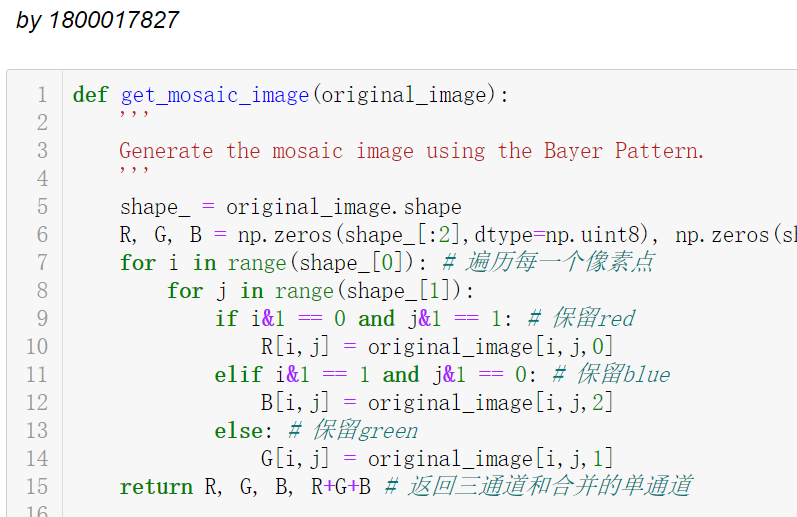 by 1800017827
1 def get_mosaic_image(original_image):
2 '''
3 Generate the mosaic image using the Bayer Pattern.
4 '''
5 shape_ = original_image.shape
6 R, G, B = np.zeros(shape_[:2],dtype=np.uint8), np.zeros(sh
7 for i in range(shape_[0]): # 遍历每一个像素点
8 for j in range(shape_[1]):
9 if i&1 == 0 and j&1 == 1: # 保留red
10 R[i,j] = original_image[i,j,0]
11 elif i&1 == 1 and j&1 == 0: # 保留blue
12 B[i,j] = original_image[i,j,2]
13 else: # 保留green
14 G[i,j] = original_image[i,j,1]
15 return R, G, B, R+G+B # 返回三通道和合并的单通道
16